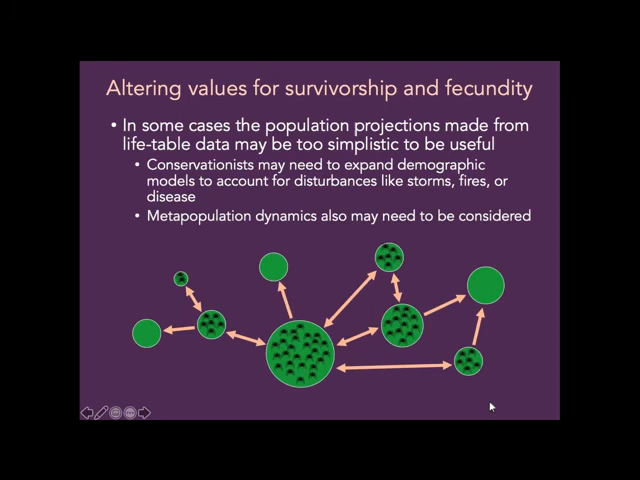 Altering values for survivorship and fecundity
• In some cases the population projections made from
life-table data may be too simplistic to be useful
• Conservationists may need to expand demographic
models to account for disturbances like storms, fires, or
disease
• Metapopulation dynamics also may need to be considered